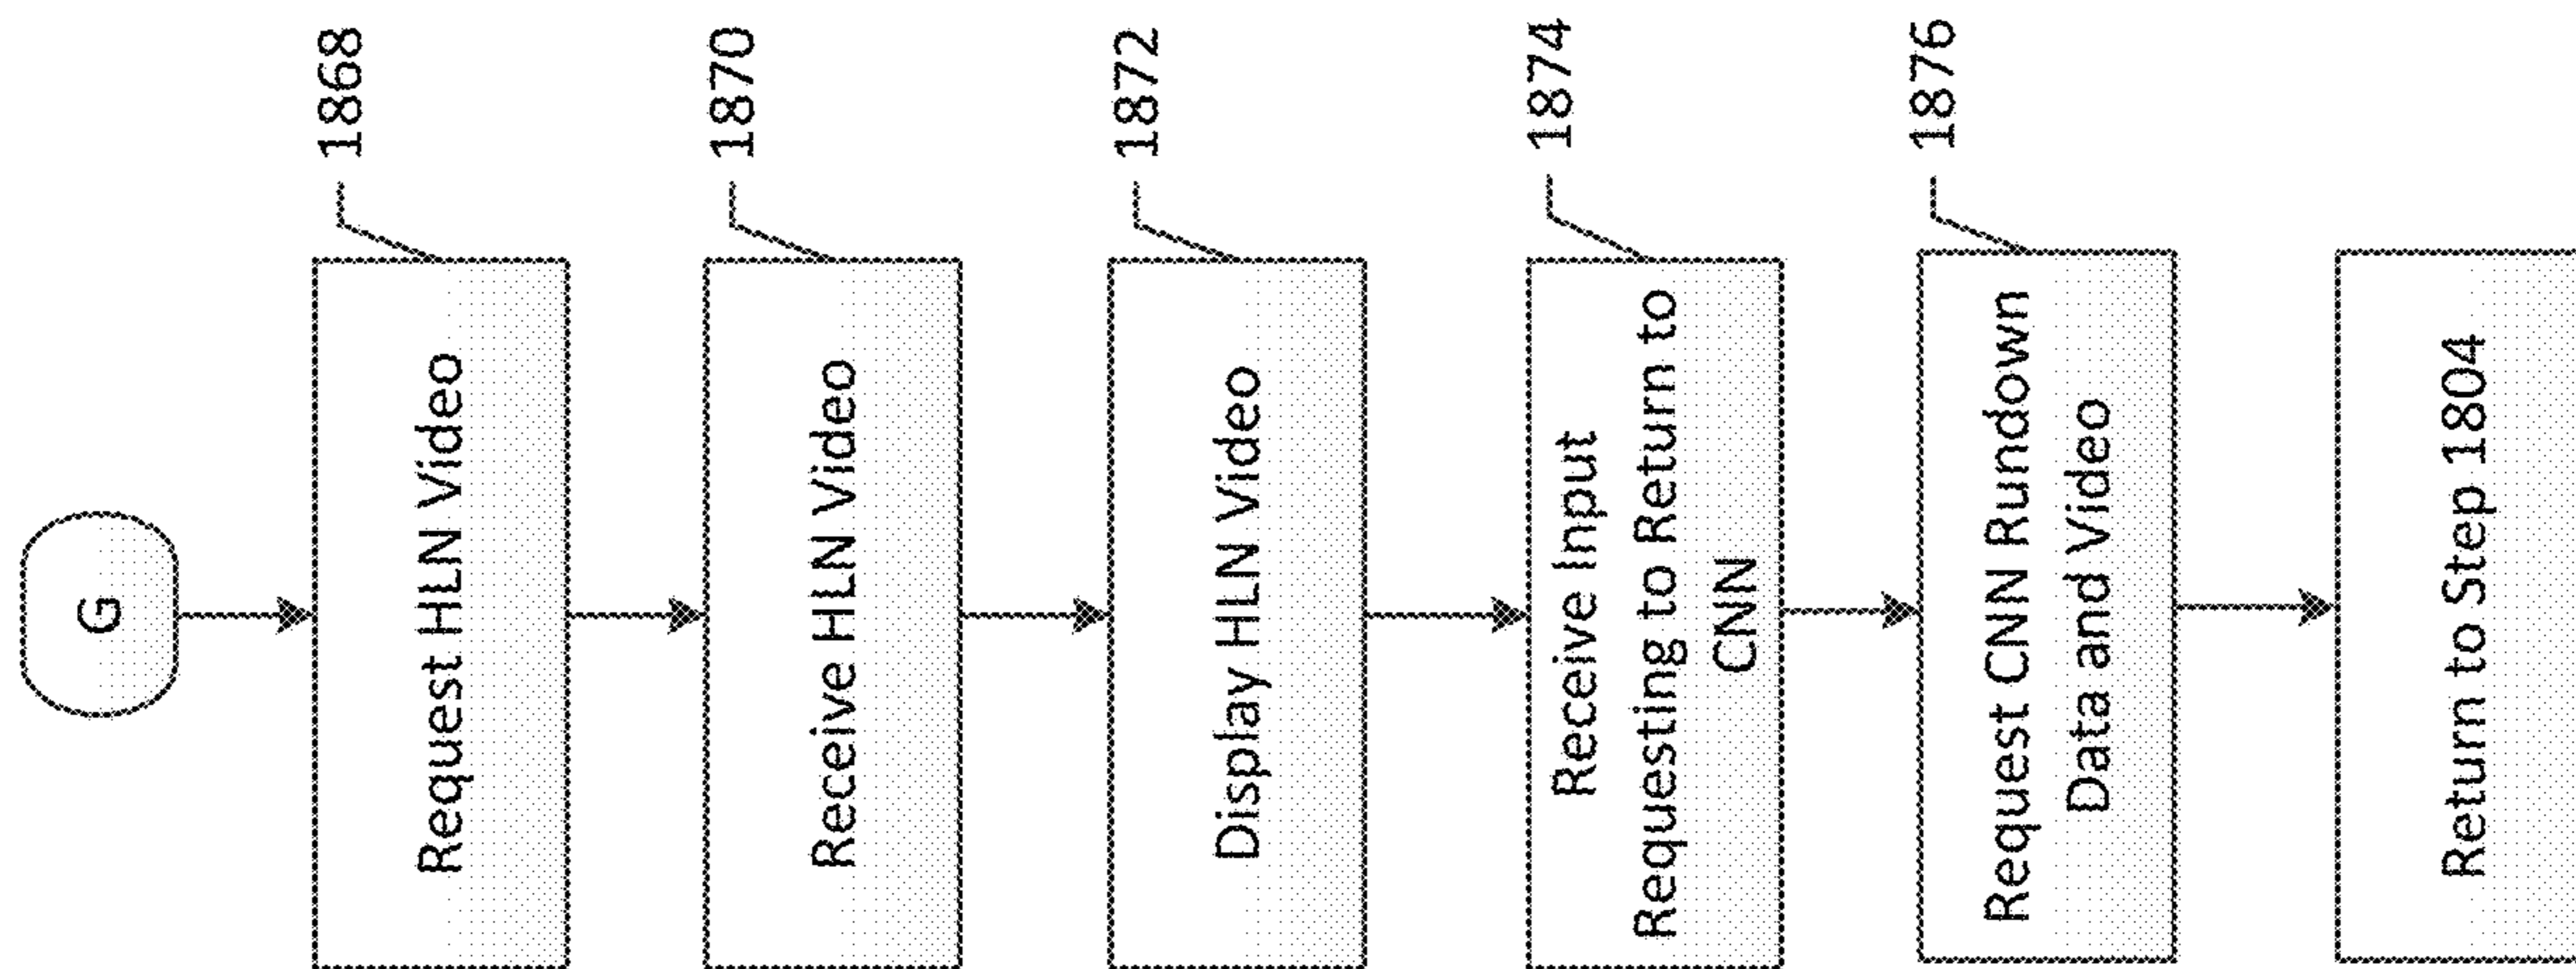 G
Request HLN Video
1868
Receive HLN Video
1870
Display HLN Video
1872
Receive Input
Requesting to Return to
CNN
1874
Request CNN Rundown
Data and Video
1876
Return to Step 1804